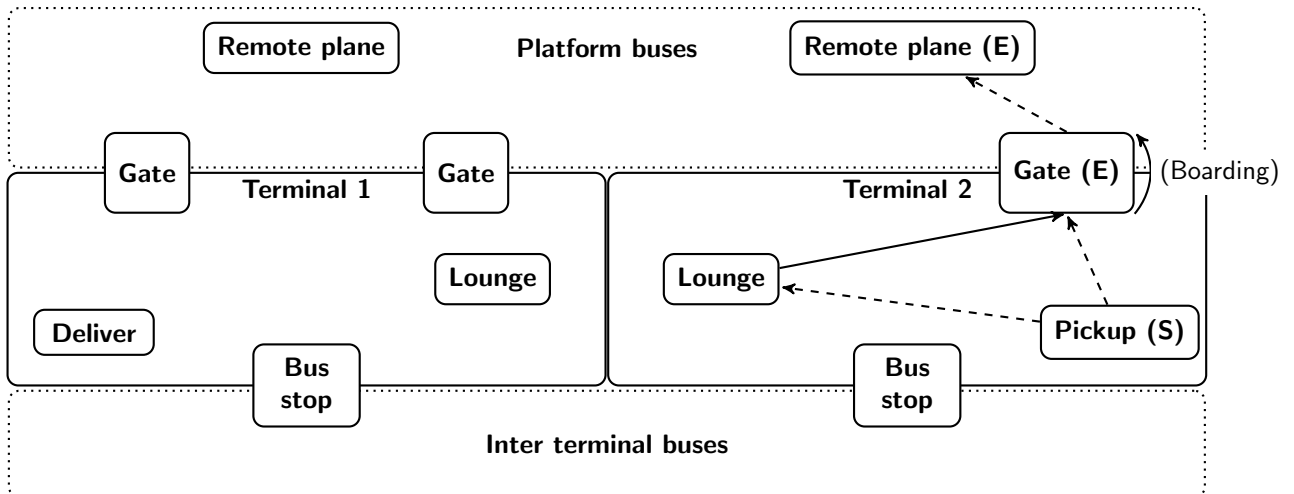 Remote plane
Platform buses
Remote plane (E)
Gate
Gate
Gate (E)
(Boarding)
Terminal 1
Terminal 2
Lounge
Lounge
Deliver
Pickup (S)
Bus
stop
Bus
stop
Inter terminal buses